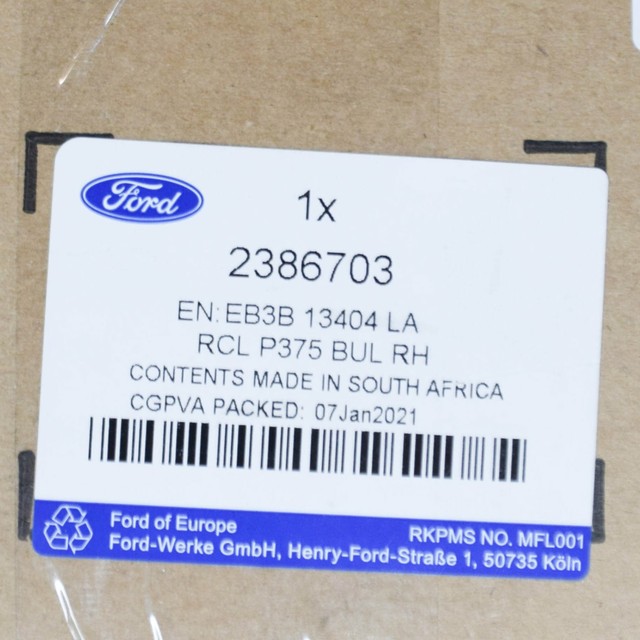 Ford
1x
2386703
EN: EB3B 13404 LA
RCL P375 BUL RH
CONTENTS MADE IN SOUTH AFRICA
CGPVA PACKED: 07Jan2021
Ford of Europe
RKPMS NO. MFL001
Ford-Werke GmbH, Henry-Ford-Straße 1, 50735 Köln